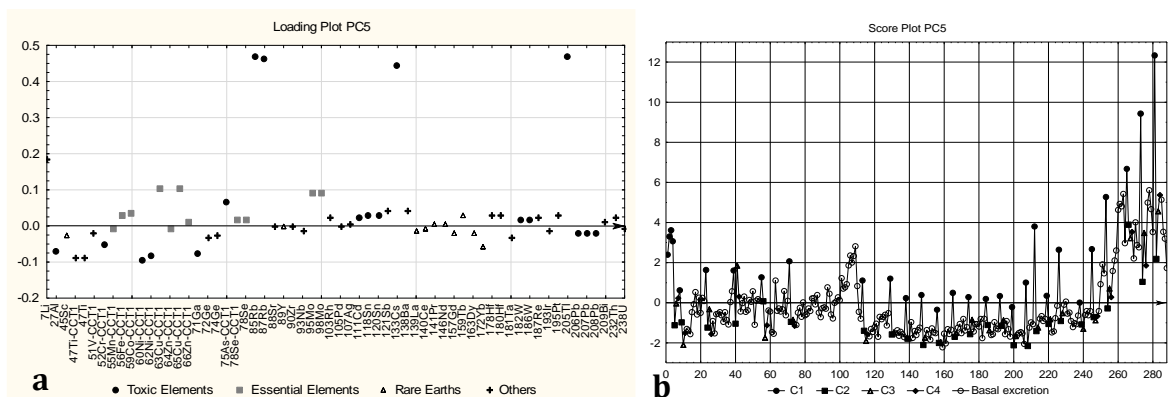 Loading Plot PC5
0.5
0.4
0.3
0.2
0.1
0.0
-0.1
-0.2
7Li
27Al
45Sc
47Ti-CCT1
47Ti
51V-CCT1
52Cr-CCT1
55Mn-CCT1
56Fe-CCT1
59Co-CCT1
60Ni-CCT1
62Ni-CCT1
63Cu-CCT1
64Zn-CCT1
65Cu-CCT1
66Zn-CCT1
71Ga
72Ge
74Ge
75As-CCT1
78Se-CCT1
78Se
85Rb
87Rb
88Sr
89Y
90Zr
93Nb
95Mo
98Mo
103Rh
105Pd
107Ag
111Cd
118Sn
120Sn
121Sb
133Cs
138Ba
139La
140Ce
141Pr
146Nd
157Gd
159Tb
163Dy
172Yb
178Hf
180Hf
181Ta
182W
186W
187Re
193Ir
195Pt
205Tl
206Pb
207Pb
208Pb
209Bi
232Th
238U
a
Toxic Elements Essential Elements Rare Earths Others
Score Plot PC5
12
10
8
6
4
2
0
-2
0 20 40 60 80 100 120 140 160 180 200 220 240 260 280
b
C1 C2 C3 C4 Basal excretion